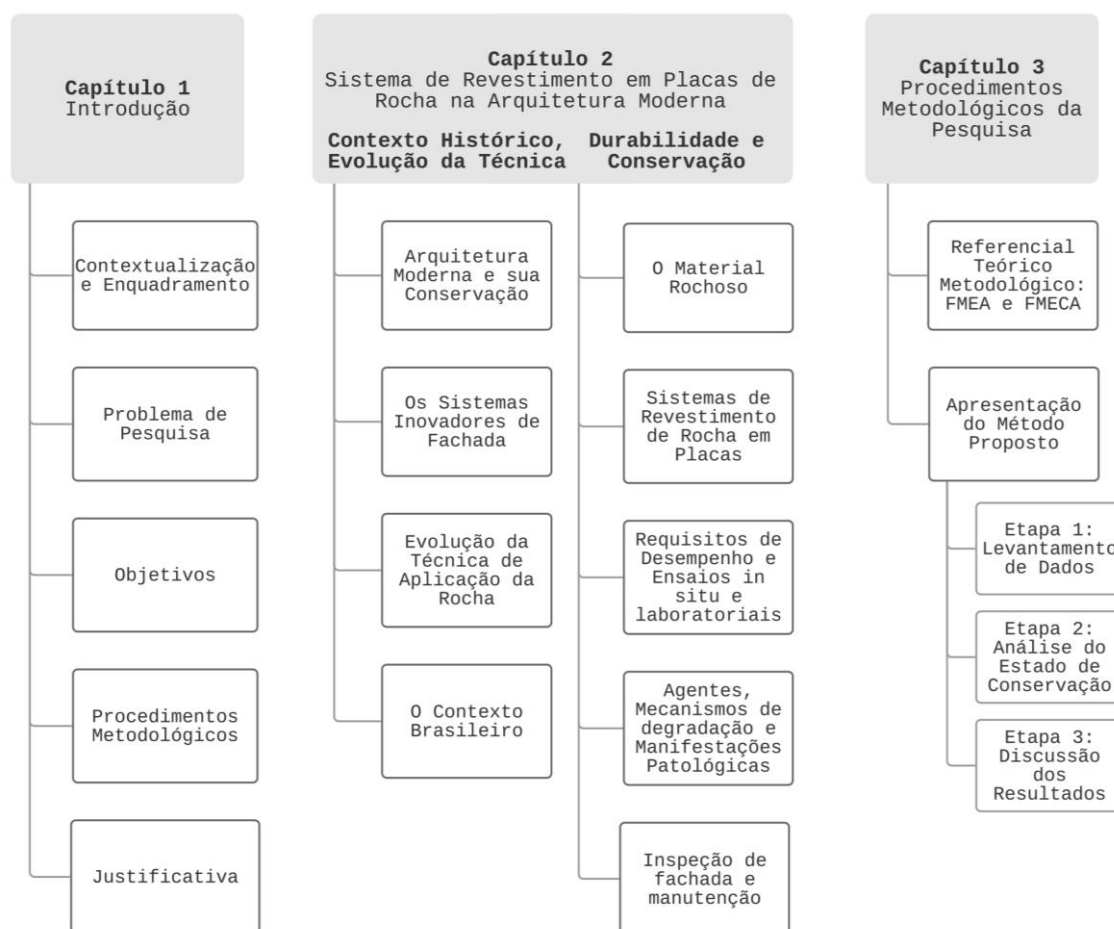 Capítulo 1
Introdução
Contextualização
e Enquadramento
Problema de
Pesquisa
Objetivos
Procedimentos
Metodológicos
Justificativa
Capítulo 2
Sistema de Revestimento em Placas de
Rocha na Arquitetura Moderna
Contexto Histórico,
Evolução da Técnica
Arquitetura
Moderna e sua
Conservação
Os Sistemas
Inovadores de
Fachada
Evolução da
Técnica de
Aplicação da
Rocha
O Contexto
Brasileiro
Durabilidade e
Conservação
O Material
Rochoso
Sistemas de
Revestimento
de Rocha em
Placas
Requisitos de
Desempenho e
Ensaios in
situ e
laboratoriais
Agentes,
Mecanismos de
degradação e
Manifestações
Patológicas
Inspeção de
fachada e
manutenção
Capítulo 3
Procedimentos
Metodológicos da
Pesquisa
Referencial
Teórico
Metodológico:
FMEA e FMECA
Apresentação
do Método
Proposto
Etapa 1:
Levantamento
de Dados
Etapa 2:
Análise do
Estado de
Conservação
Etapa 3:
Discussão
dos
Resultados